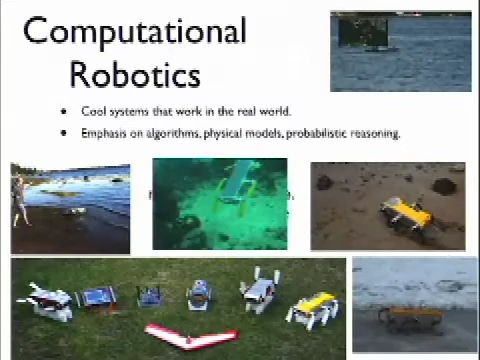 Computational
Robotics
• Cool systems that work in the real world.
• Emphasis on algorithms, physical models, probabilistic reasoning.